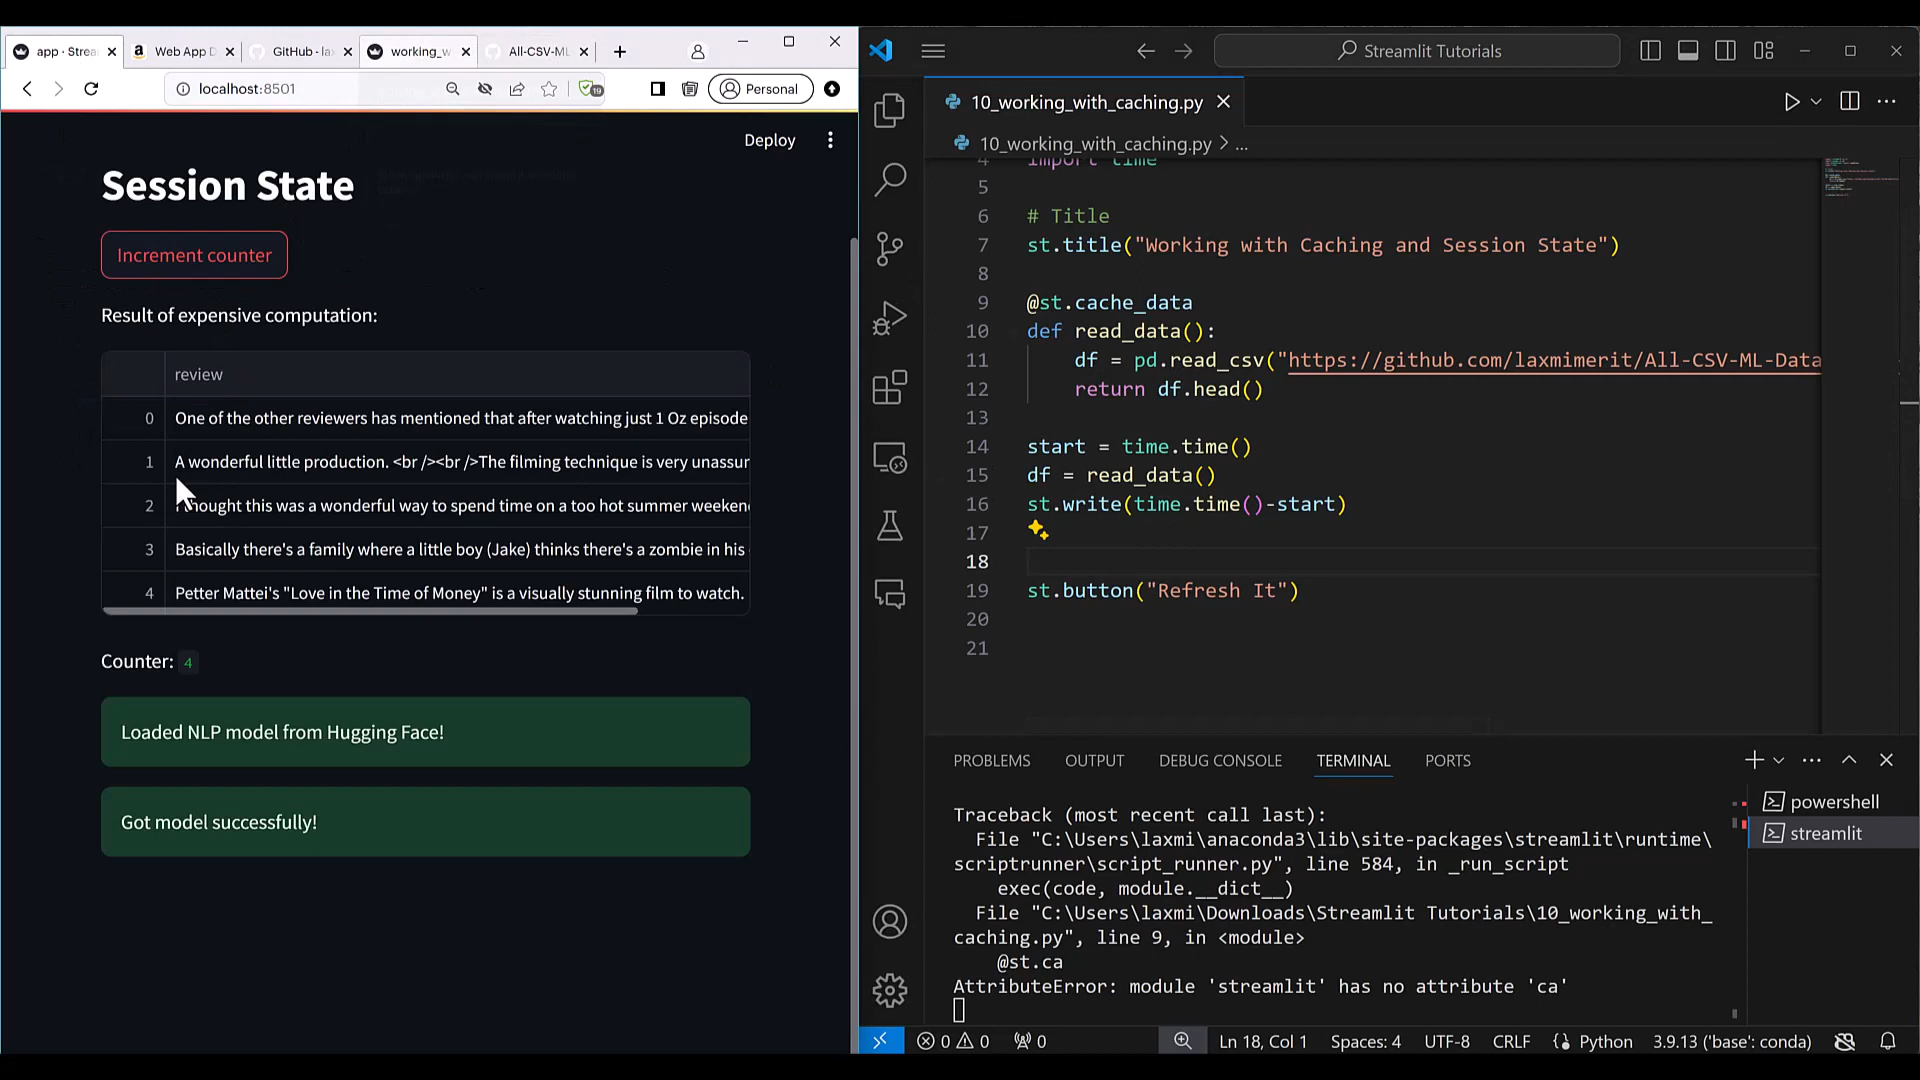 app · Strea
Web App D
GitHub - la
working_w
All-CSV-ML
localhost:8501
19
Personal
Deploy
Session State
Increment counter
Result of expensive computation:
review
0 One of the other reviewers has mentioned that after watching just 1 Oz episode
1 A wonderful little production. <br /><br />The filming technique is very unassum
2 I thought this was a wonderful way to spend time on a too hot summer weeken
3 Basically there's a family where a little boy (Jake) thinks there's a zombie in his
4 Petter Mattei's "Love in the Time of Money" is a visually stunning film to watch.
Counter: 4
Loaded NLP model from Hugging Face!
Got model successfully!
Streamlit Tutorials
10_working_with_caching.py
10_working_with_caching.py > ...
4 import time
5
6 # Title
7 st.title("Working with Caching and Session State")
8
9 @st.cache_data
10 def read_data():
11 df = pd.read_csv("https://github.com/laxmimerit/All-CSV-ML-Data
12 return df.head()
13
14 start = time.time()
15 df = read_data()
16 st.write(time.time()-start)
17
18
19 st.button("Refresh It")
20
21
PROBLEMS OUTPUT DEBUG CONSOLE TERMINAL PORTS
Traceback (most recent call last):
File "C:\Users\laxmi\anaconda3\lib\site-packages\streamlit\runtime\
scriptrunner\script_runner.py", line 584, in _run_script
exec(code, module.__dict__)
File "C:\Users\laxmi\Downloads\Streamlit Tutorials\10_working_with_
caching.py", line 9, in <module>
@st.ca
AttributeError: module 'streamlit' has no attribute 'ca'
powershell
streamlit
0 0 0 Ln 18, Col 1 Spaces: 4 UTF-8 CRLF Python 3.9.13 ('base': conda)